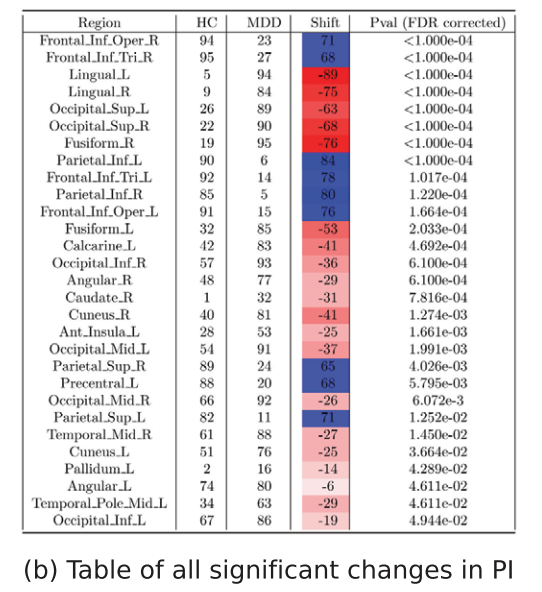 Region HC MDD Shift Pval (FDR corrected)
Frontal_Inf_Oper_R 94 23 71 <1.000e-04
Frontal_Inf_Tri_R 95 27 68 <1.000e-04
Lingual_L 5 94 -89 <1.000e-04
Lingual_R 9 84 -75 <1.000e-04
Occipital_Sup_L 26 89 -63 <1.000e-04
Occipital_Sup_R 22 90 -68 <1.000e-04
Fusiform_R 19 95 -76 <1.000e-04
Parietal_Inf_L 90 6 84 <1.000e-04
Frontal_Inf_Tri_L 92 14 78 1.017e-04
Parietal_Inf_R 85 5 80 1.220e-04
Frontal_Inf_Oper_L 91 15 76 1.664e-04
Fusiform_L 32 85 -53 2.033e-04
Calcarine_L 42 83 -41 4.692e-04
Occipital_Inf_R 57 93 -36 6.100e-04
Angular_R 48 77 -29 6.100e-04
Caudate_R 1 32 -31 7.816e-04
Cuneus_R 40 81 -41 1.274e-03
Ant_Insula_L 28 53 -25 1.661e-03
Occipital_Mid_L 54 91 -37 1.991e-03
Parietal_Sup_R 89 24 65 4.026e-03
Precentral_L 88 20 68 5.795e-03
Occipital_Mid_R 66 92 -26 6.072e-3
Parietal_Sup_L 82 11 71 1.252e-02
Temporal_Mid_R 61 88 -27 1.450e-02
Cuneus_L 51 76 -25 3.664e-02
Pallidum_L 2 16 -14 4.289e-02
Angular_L 74 80 -6 4.611e-02
Temporal_Pole_Mid_L 34 63 -29 4.611e-02
Occipital_Inf_L 67 86 -19 4.944e-02
(b) Table of all significant changes in PI